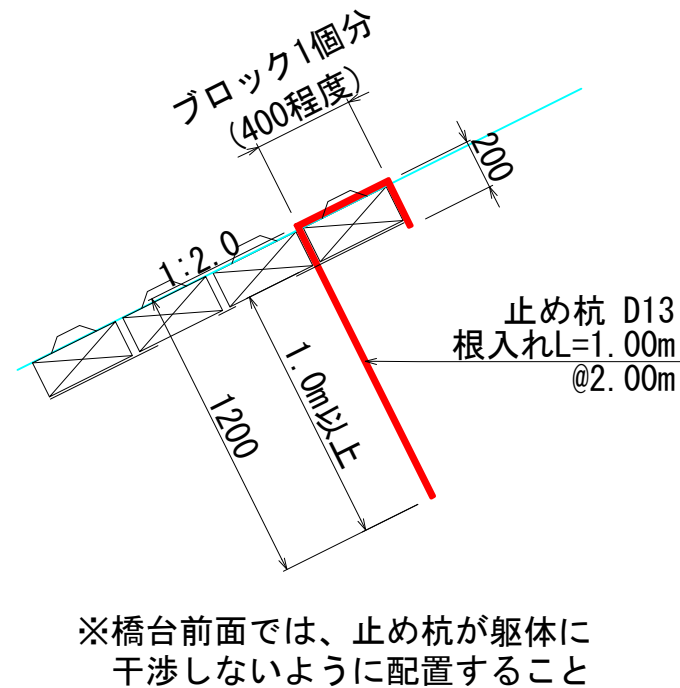 ブロック1個分
(400程度)
200
1:2.0
止め杭 D13
根入れL=1.00m
@2.00m
1.0m以上
1200
※橋台前面では、止め杭が躯体に
干渉しないように配置すること